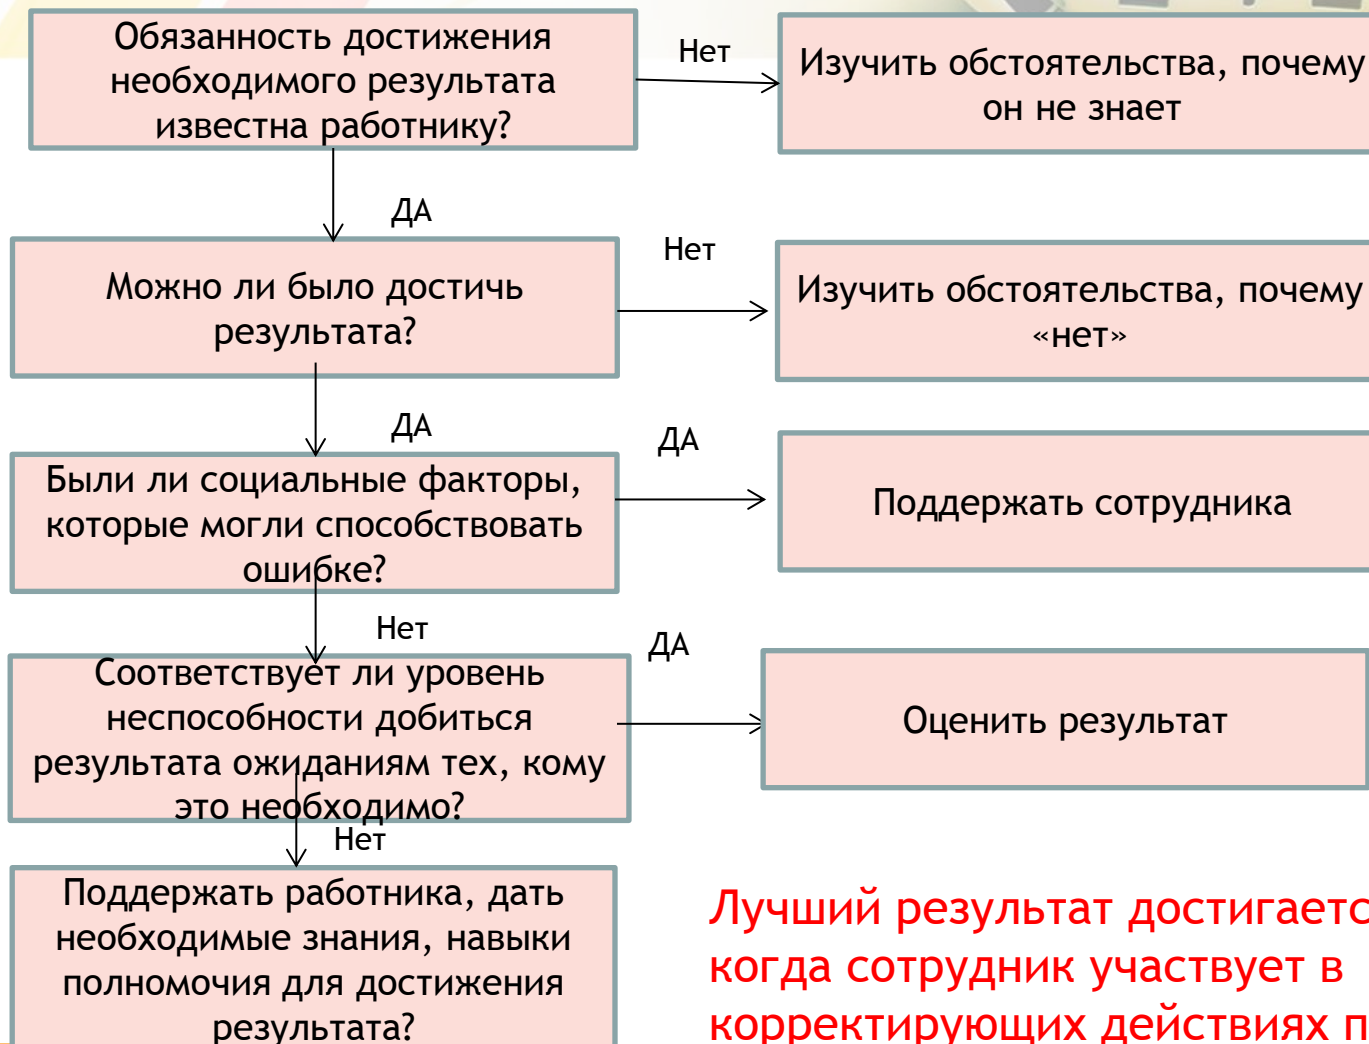 Обязанность достижения
необходимого результата
известна работнику?
Нет
Изучить обстоятельства, почему
он не знает
ДА
Можно ли было достичь
результата?
Нет
Изучить обстоятельства, почему
«нет»
ДА
Были ли социальные факторы,
которые могли способствовать
ошибке?
ДА
Поддержать сотрудника
Нет
Соответствует ли уровень
неспособности добиться
результата ожиданиям тех, кому
это необходимо?
ДА
Оценить результат
Нет
Поддержать работника, дать
необходимые знания, навыки
полномочия для достижения
результата?
Лучший результат достигаетс
когда сотрудник участвует в
корректирующих действиях п